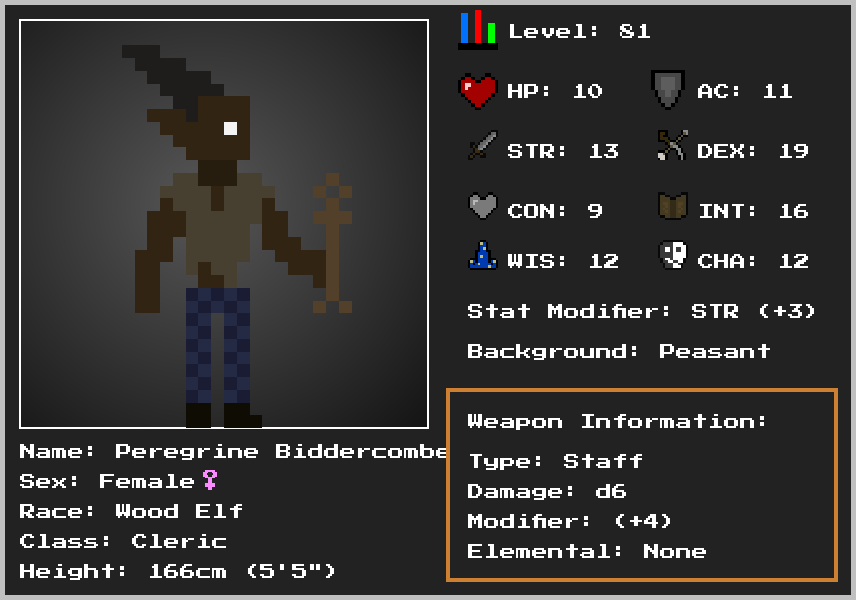 Level: 81
HP: 10
AC: 11
STR: 13
DEX: 19
CON: 9
INT: 16
WIS: 12
CHA: 12
Stat Modifier: STR (+3)
Background: Peasant
Name: Peregrine Biddercombe
Sex: Female♀
Race: Wood Elf
Class: Cleric
Height: 166cm (5'5")
Weapon Information:
Type: Staff
Damage: d6
Modifier: (+4)
Elemental: None